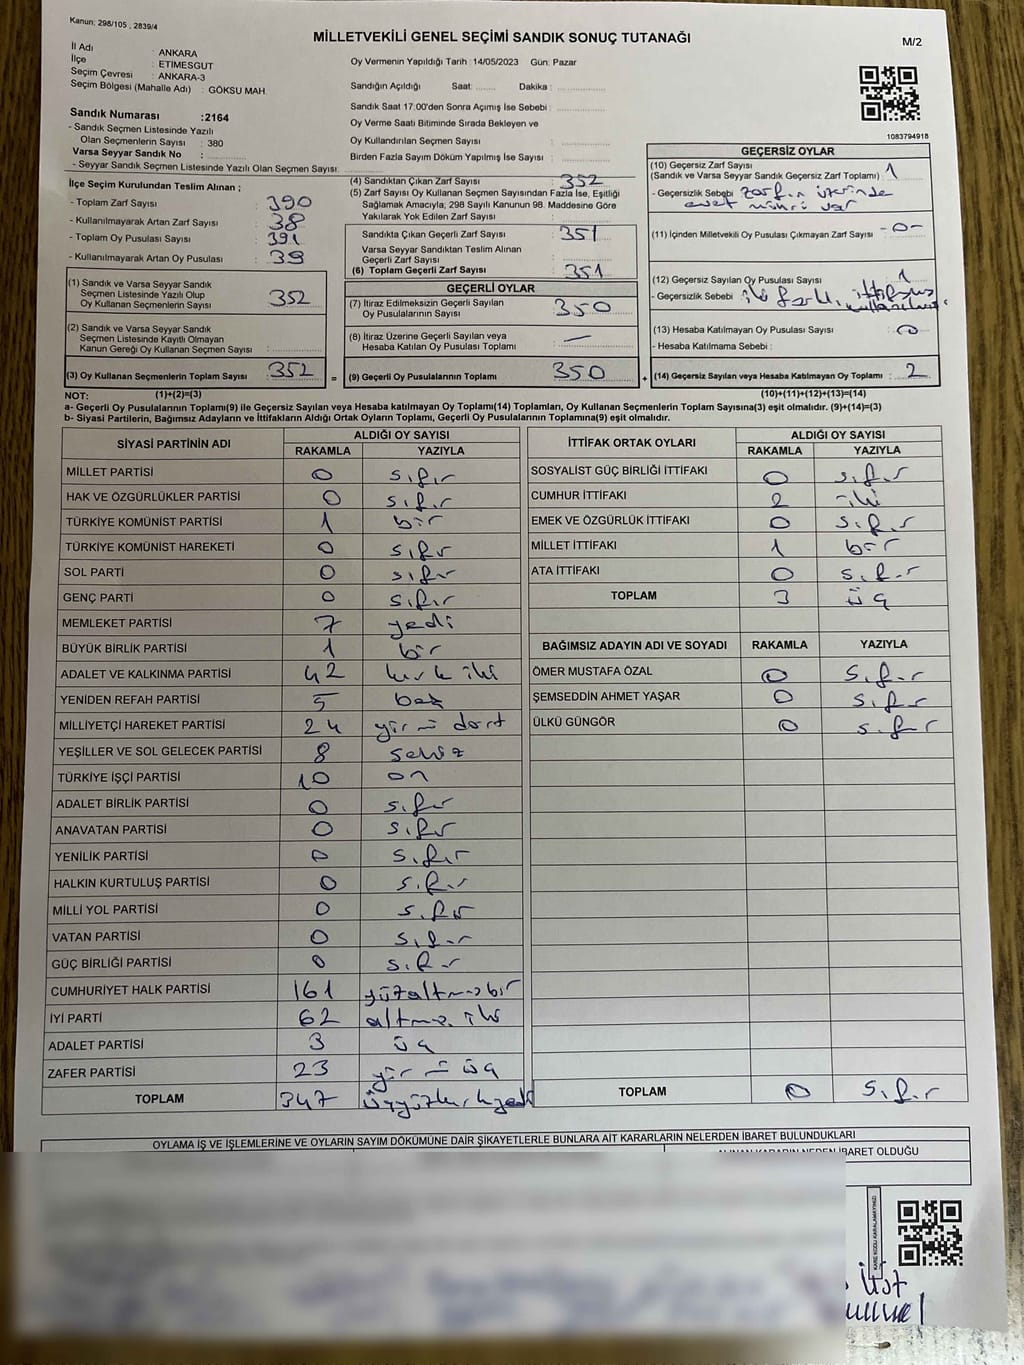 Kanun: 298/105 , 2839/4
MİLLETVEKİLİ GENEL SEÇİMİ SANDIK SONUÇ TUTANAĞI
M/2
İl Adı : ANKARA
İlçe : ETİMESGUT
Seçim Çevresi : ANKARA-3
Seçim Bölgesi (Mahalle Adı) : GÖKSU MAH.
Oy Vermenin Yapıldığı Tarih : 14/05/2023 Gün: Pazar
Sandığın Açıldığı Saat: Dakika :
Sandık Saat 17:00'den Sonra Açımış İse Sebebi :
Oy Verme Saati Bitiminde Sırada Bekleyen ve
Oy Kullandırılan Seçmen Sayısı :
Birden Fazla Sayım Döküm Yapılmış İse Sayısı :
1083794918
Sandık Numarası :2164
- Sandık Seçmen Listesinde Yazılı
Olan Seçmenlerin Sayısı : 380
Varsa Seyyar Sandık No :
- Seyyar Sandık Seçmen Listesinde Yazılı Olan Seçmen Sayısı:
İlçe Seçim Kurulundan Teslim Alınan ;
- Toplam Zarf Sayısı : 390
- Kullanılmayarak Artan Zarf Sayısı : 38
- Toplam Oy Pusulası Sayısı : 391
- Kullanılmayarak Artan Oy Pusulası : 39
(1) Sandık ve Varsa Seyyar Sandık
Seçmen Listesinde Yazılı Olup
Oy Kullanan Seçmenlerin Sayısı : 352
(2) Sandık ve Varsa Seyyar Sandık
Seçmen Listesinde Kayıtlı Olmayan
Kanun Gereği Oy Kullanan Seçmen Sayısı :
(3) Oy Kullanan Seçmenlerin Toplam Sayısı : 352 =
(4) Sandıktan Çıkan Zarf Sayısı : 352
(5) Zarf Sayısı Oy Kullanan Seçmen Sayısından Fazla İse, Eşitliği
Sağlamak Amacıyla; 298 Sayılı Kanunun 98. Maddesine Göre
Yakılarak Yok Edilen Zarf Sayısı :
Sandıkta Çıkan Geçerli Zarf Sayısı : 351
Varsa Seyyar Sandıktan Teslim Alınan
Geçerli Zarf Sayısı :
(6) Toplam Geçerli Zarf Sayısı : 351
GEÇERLİ OYLAR
(7) İtiraz Edilmeksizin Geçerli Sayılan
Oy Pusulalarının Sayısı : 350
(8) İtiraz Üzerine Geçerli Sayılan veya
Hesaba Katılan Oy Pusulası Toplamı : —
(9) Geçerli Oy Pusulalarının Toplamı : 350 +
GEÇERSİZ OYLAR
(10) Geçersiz Zarf Sayısı
(Sandık ve Varsa Seyyar Sandık Geçersiz Zarf Toplamı) : 1
- Geçersizlik Sebebi : zarfın üzerinde
evet mührü var
(11) İçinden Milletvekili Oy Pusulası Çıkmayan Zarf Sayısı : -0-
(12) Geçersiz Sayılan Oy Pusulası Sayısı : 1
- Geçersizlik Sebebi : iki farklı ittifaka
(13) Hesaba Katılmayan Oy Pusulası Sayısı : 0
- Hesaba Katılmama Sebebi :
(14) Geçersiz Sayılan veya Hesaba Katılmayan Oy Toplamı : 2
NOT: (1)+(2)=(3) (10)+(11)+(12)+(13)=(14)
a- Geçerli Oy Pusulalarının Toplamı(9) ile Geçersiz Sayılan veya Hesaba katılmayan Oy Toplamı(14) Toplamları, Oy Kullanan Seçmenlerin Toplam Sayısına(3) eşit olmalıdır. (9)+(14)=(3)
b- Siyasi Partilerin, Bağımsız Adayların ve İttifakların Aldığı Ortak Oyların Toplamı, Geçerli Oy Pusulalarının Toplamına(9) eşit olmalıdır.
SİYASİ PARTİNİN ADI ALDIĞI OY SAYISI
RAKAMLA YAZIYLA
MİLLET PARTİSİ 0 sıfır
HAK VE ÖZGÜRLÜKLER PARTİSİ 0 sıfır
TÜRKİYE KOMÜNİST PARTİSİ 1 bir
TÜRKİYE KOMÜNİST HAREKETİ 0 sıfır
SOL PARTİ 0 sıfır
GENÇ PARTİ 0 sıfır
MEMLEKET PARTİSİ 7 yedi
BÜYÜK BİRLİK PARTİSİ 1 bir
ADALET VE KALKINMA PARTİSİ 42 kırk iki
YENİDEN REFAH PARTİSİ 5 beş
MİLLİYETÇİ HAREKET PARTİSİ 24 yirmi dört
YEŞİLLER VE SOL GELECEK PARTİSİ 8 sekiz
TÜRKİYE İŞÇİ PARTİSİ 10 on
ADALET BİRLİK PARTİSİ 0 sıfır
ANAVATAN PARTİSİ 0 sıfır
YENİLİK PARTİSİ 0 sıfır
HALKIN KURTULUŞ PARTİSİ 0 sıfır
MİLLİ YOL PARTİSİ 0 sıfır
VATAN PARTİSİ 0 sıfır
GÜÇ BİRLİĞİ PARTİSİ 0 sıfır
CUMHURİYET HALK PARTİSİ 161 yüzaltmışbir
İYİ PARTİ 62 altmış iki
ADALET PARTİSİ 3 üç
ZAFER PARTİSİ 23 yirmi üç
TOPLAM 347 üçyüzkırkyedi
İTTİFAK ORTAK OYLARI ALDIĞI OY SAYISI
RAKAMLA YAZIYLA
SOSYALİST GÜÇ BİRLİĞİ İTTİFAKI 0 sıfır
CUMHUR İTTİFAKI 2 iki
EMEK VE ÖZGÜRLÜK İTTİFAKI 0 sıfır
MİLLET İTTİFAKI 1 bir
ATA İTTİFAKI 0 sıfır
TOPLAM 3 üç
BAĞIMSIZ ADAYIN ADI VE SOYADI RAKAMLA YAZIYLA
ÖMER MUSTAFA ÖZAL 0 sıfır
ŞEMSEDDİN AHMET YAŞAR 0 sıfır
ÜLKÜ GÜNGÖR 0 sıfır
TOPLAM 0 sıfır
OYLAMA İŞ VE İŞLEMLERİNE VE OYLARIN SAYIM DÖKÜMÜNE DAİR ŞİKAYETLERLE BUNLARA AİT KARARLARIN NELERDEN İBARET BULUNDUKLARI
ALINAN KARARIN NEDEN İBARET OLDUĞU
KARE KODU KARALAMAYINIZ!